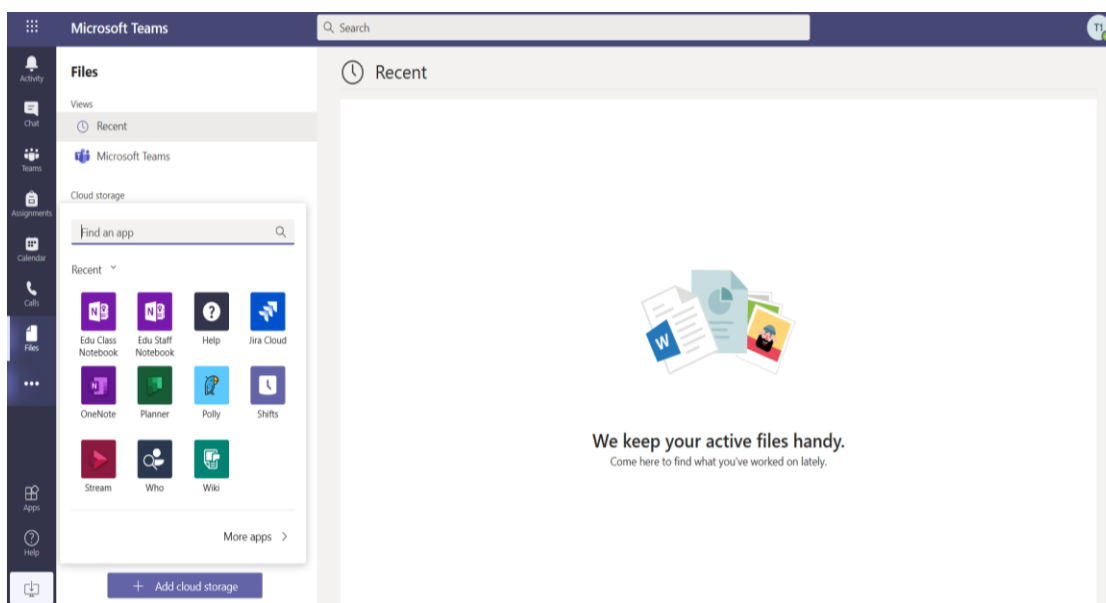 Microsoft Teams
Search
T1
Activity
Chat
Teams
Assignments
Calendar
Calls
Files
Apps
Help
Files
Views
Recent
Microsoft Teams
Cloud storage
Find an app
Recent
Edu Class Notebook
Edu Staff Notebook
Help
Jira Cloud
OneNote
Planner
Polly
Shifts
Stream
Who
Wiki
More apps
+ Add cloud storage
Recent
W
We keep your active files handy.
Come here to find what you've worked on lately.